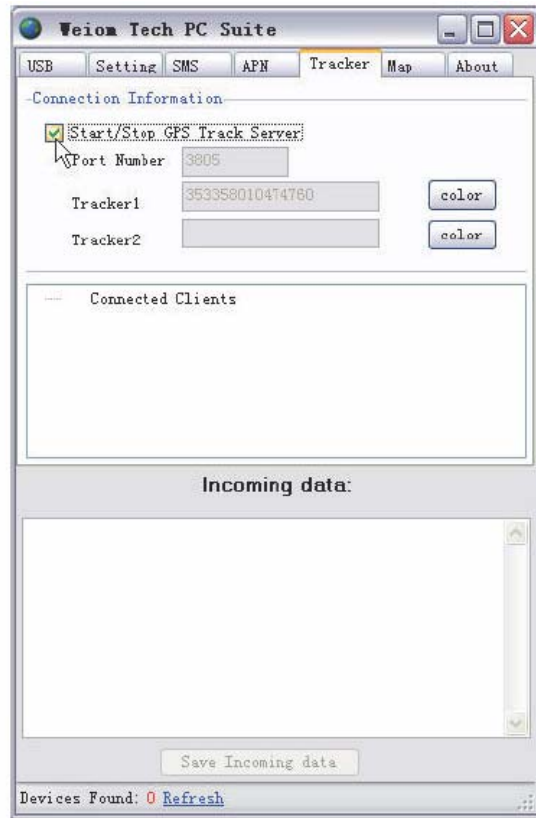 Weiom Tech PC Suite
USB Setting SMS APN Tracker Map About
Connection Information
Start/Stop GPS Track Server
Port Number 3805
Tracker1 353358010474760 color
Tracker2 color
Connected Clients
Incoming data:
Save Incoming data
Devices Found: 0 Refresh